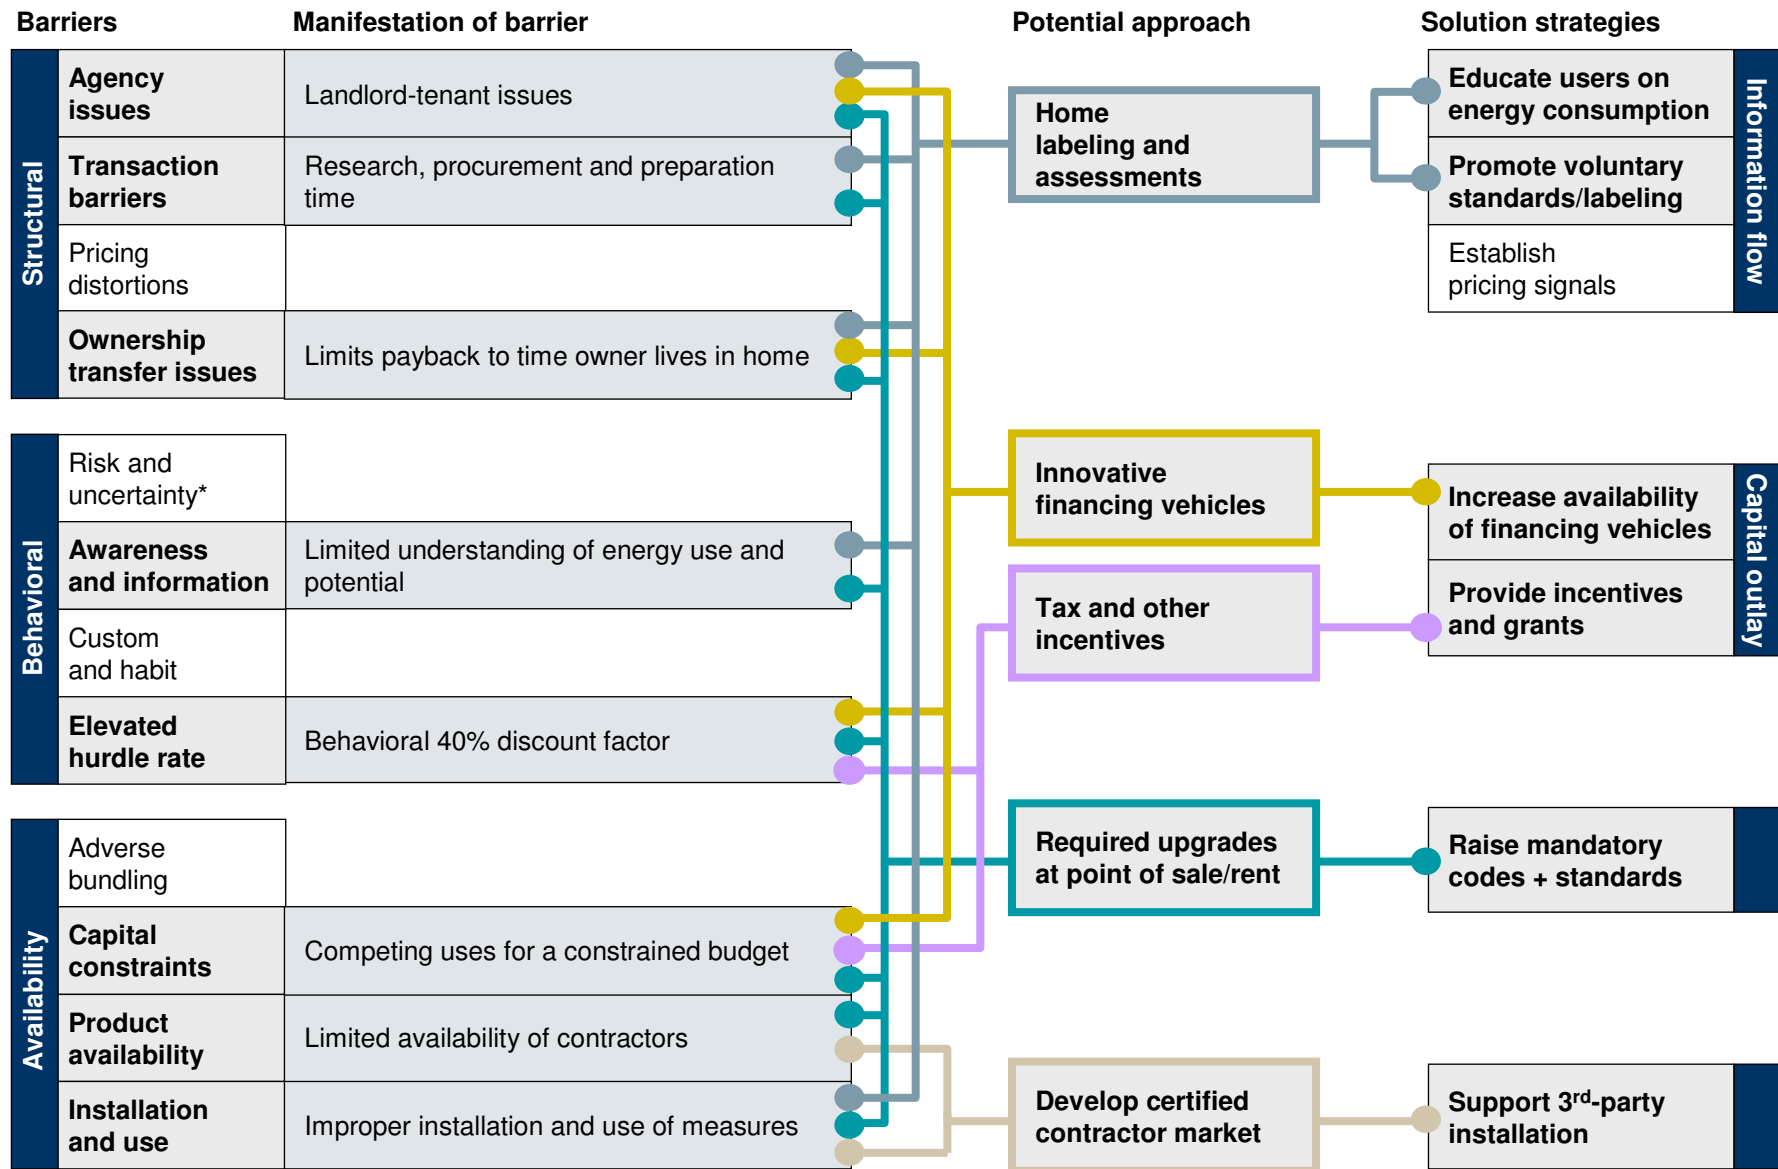 Barriers
Manifestation of barrier
Potential approach
Solution strategies
Structural
Agency
issues
Landlord-tenant issues
Transaction
barriers
Research, procurement and preparation
time
Pricing
distortions
Ownership
transfer issues
Limits payback to time owner lives in home
Behavioral
Risk and
uncertainty*
Awareness
and information
Limited understanding of energy use and
potential
Custom
and habit
Elevated
hurdle rate
Behavioral 40% discount factor
Availability
Adverse
bundling
Capital
constraints
Competing uses for a constrained budget
Product
availability
Limited availability of contractors
Installation
and use
Improper installation and use of measures
Home
labeling and
assessments
Innovative
financing vehicles
Tax and other
incentives
Required upgrades
at point of sale/rent
Develop certified
contractor market
Educate users on
energy consumption
Promote voluntary
standards/labeling
Establish
pricing signals
Information flow
Increase availability
of financing vehicles
Provide incentives
and grants
Capital outlay
Raise mandatory
codes + standards
Support 3rd-party
installation